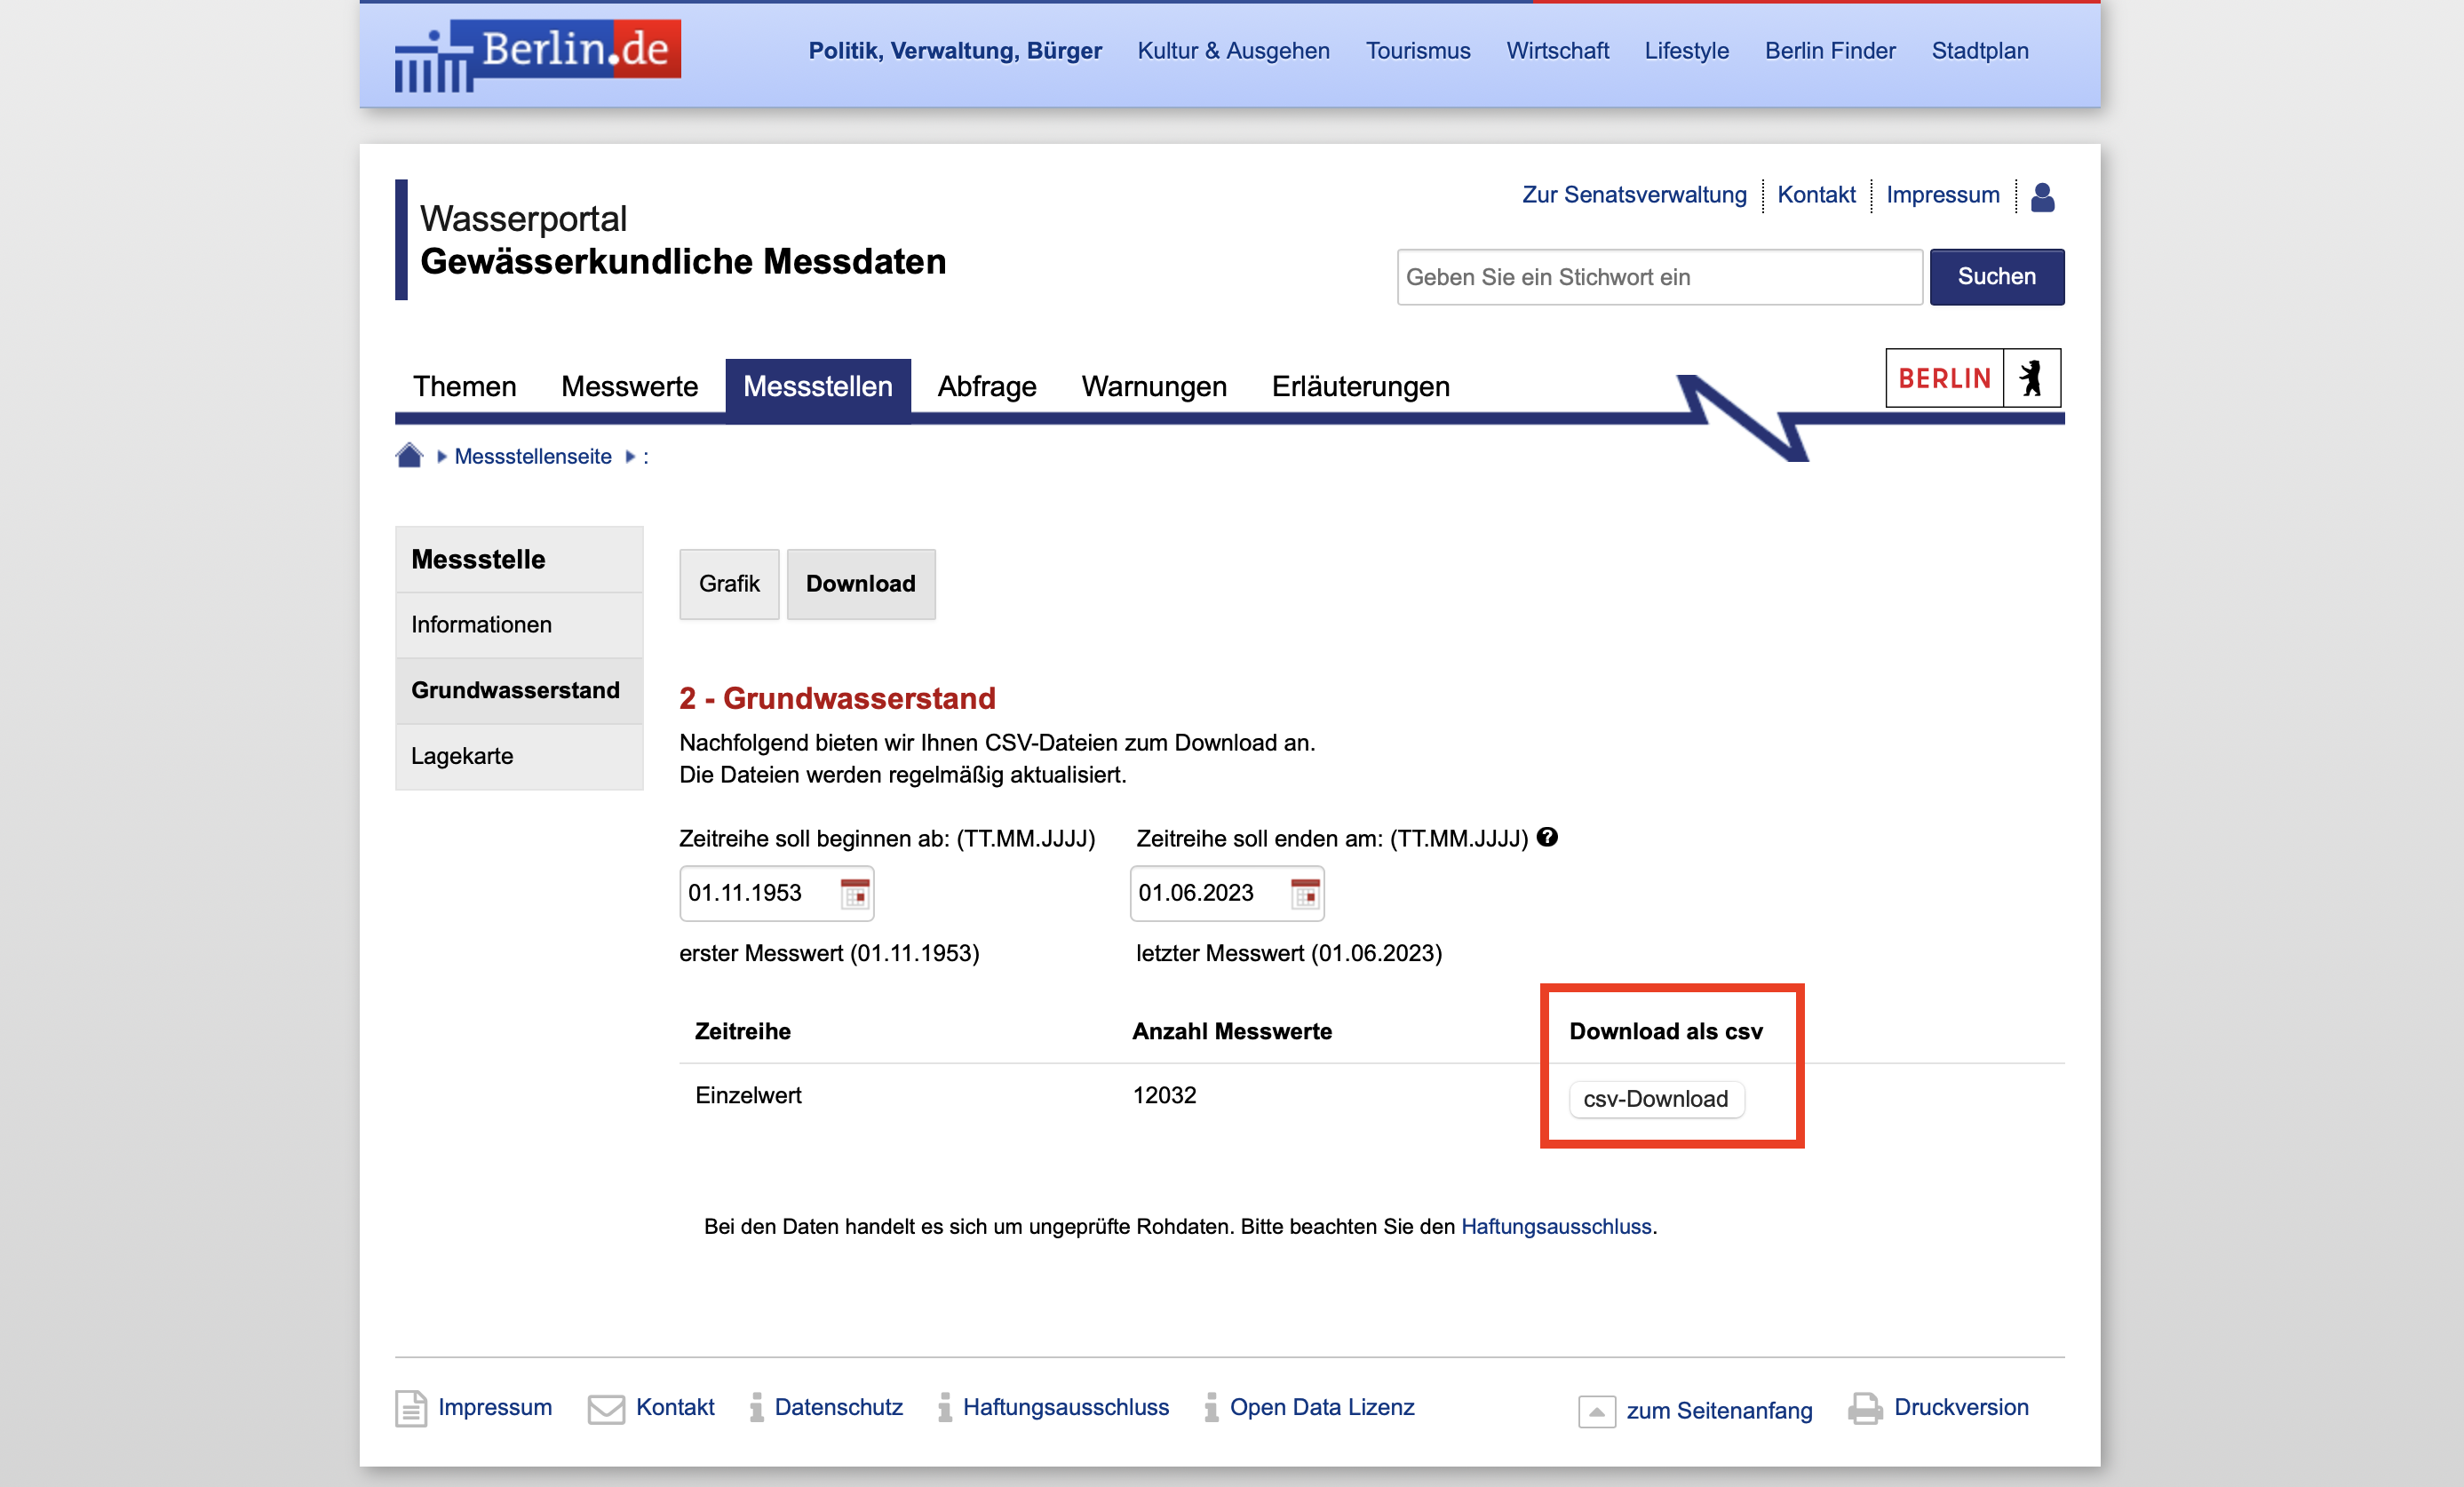 Berlin.de
Politik, Verwaltung, Bürger Kultur & Ausgehen Tourismus Wirtschaft Lifestyle Berlin Finder Stadtplan
Zur Senatsverwaltung Kontakt Impressum
Wasserportal
Gewässerkundliche Messdaten
Geben Sie ein Stichwort ein Suchen
Themen Messwerte Messstellen Abfrage Warnungen Erläuterungen
BERLIN
Messstellenseite :
Messstelle
Informationen
Grundwasserstand
Lagekarte
Grafik Download
2 - Grundwasserstand
Nachfolgend bieten wir Ihnen CSV-Dateien zum Download an.
Die Dateien werden regelmäßig aktualisiert.
Zeitreihe soll beginnen ab: (TT.MM.JJJJ) Zeitreihe soll enden am: (TT.MM.JJJJ) ?
01.11.1953 01.06.2023
erster Messwert (01.11.1953) letzter Messwert (01.06.2023)
Zeitreihe Anzahl Messwerte Download als csv
Einzelwert 12032 csv-Download
Bei den Daten handelt es sich um ungeprüfte Rohdaten. Bitte beachten Sie den Haftungsausschluss.
Impressum Kontakt Datenschutz Haftungsausschluss Open Data Lizenz zum Seitenanfang Druckversion